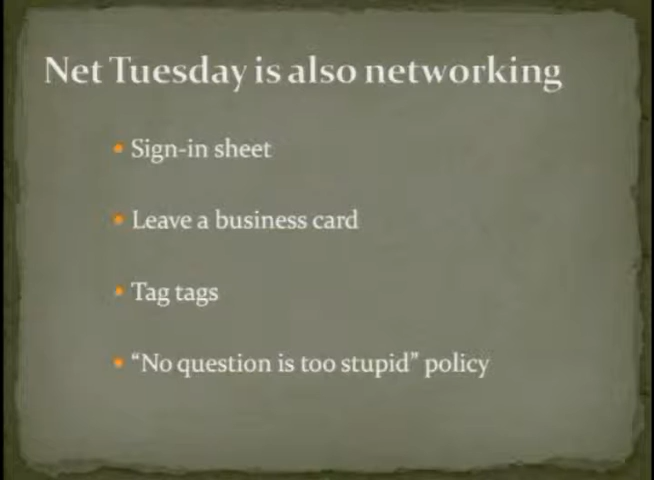 Net Tuesday is also networking
• Sign-in sheet
• Leave a business card
• Tag tags
• “No question is too stupid” policy